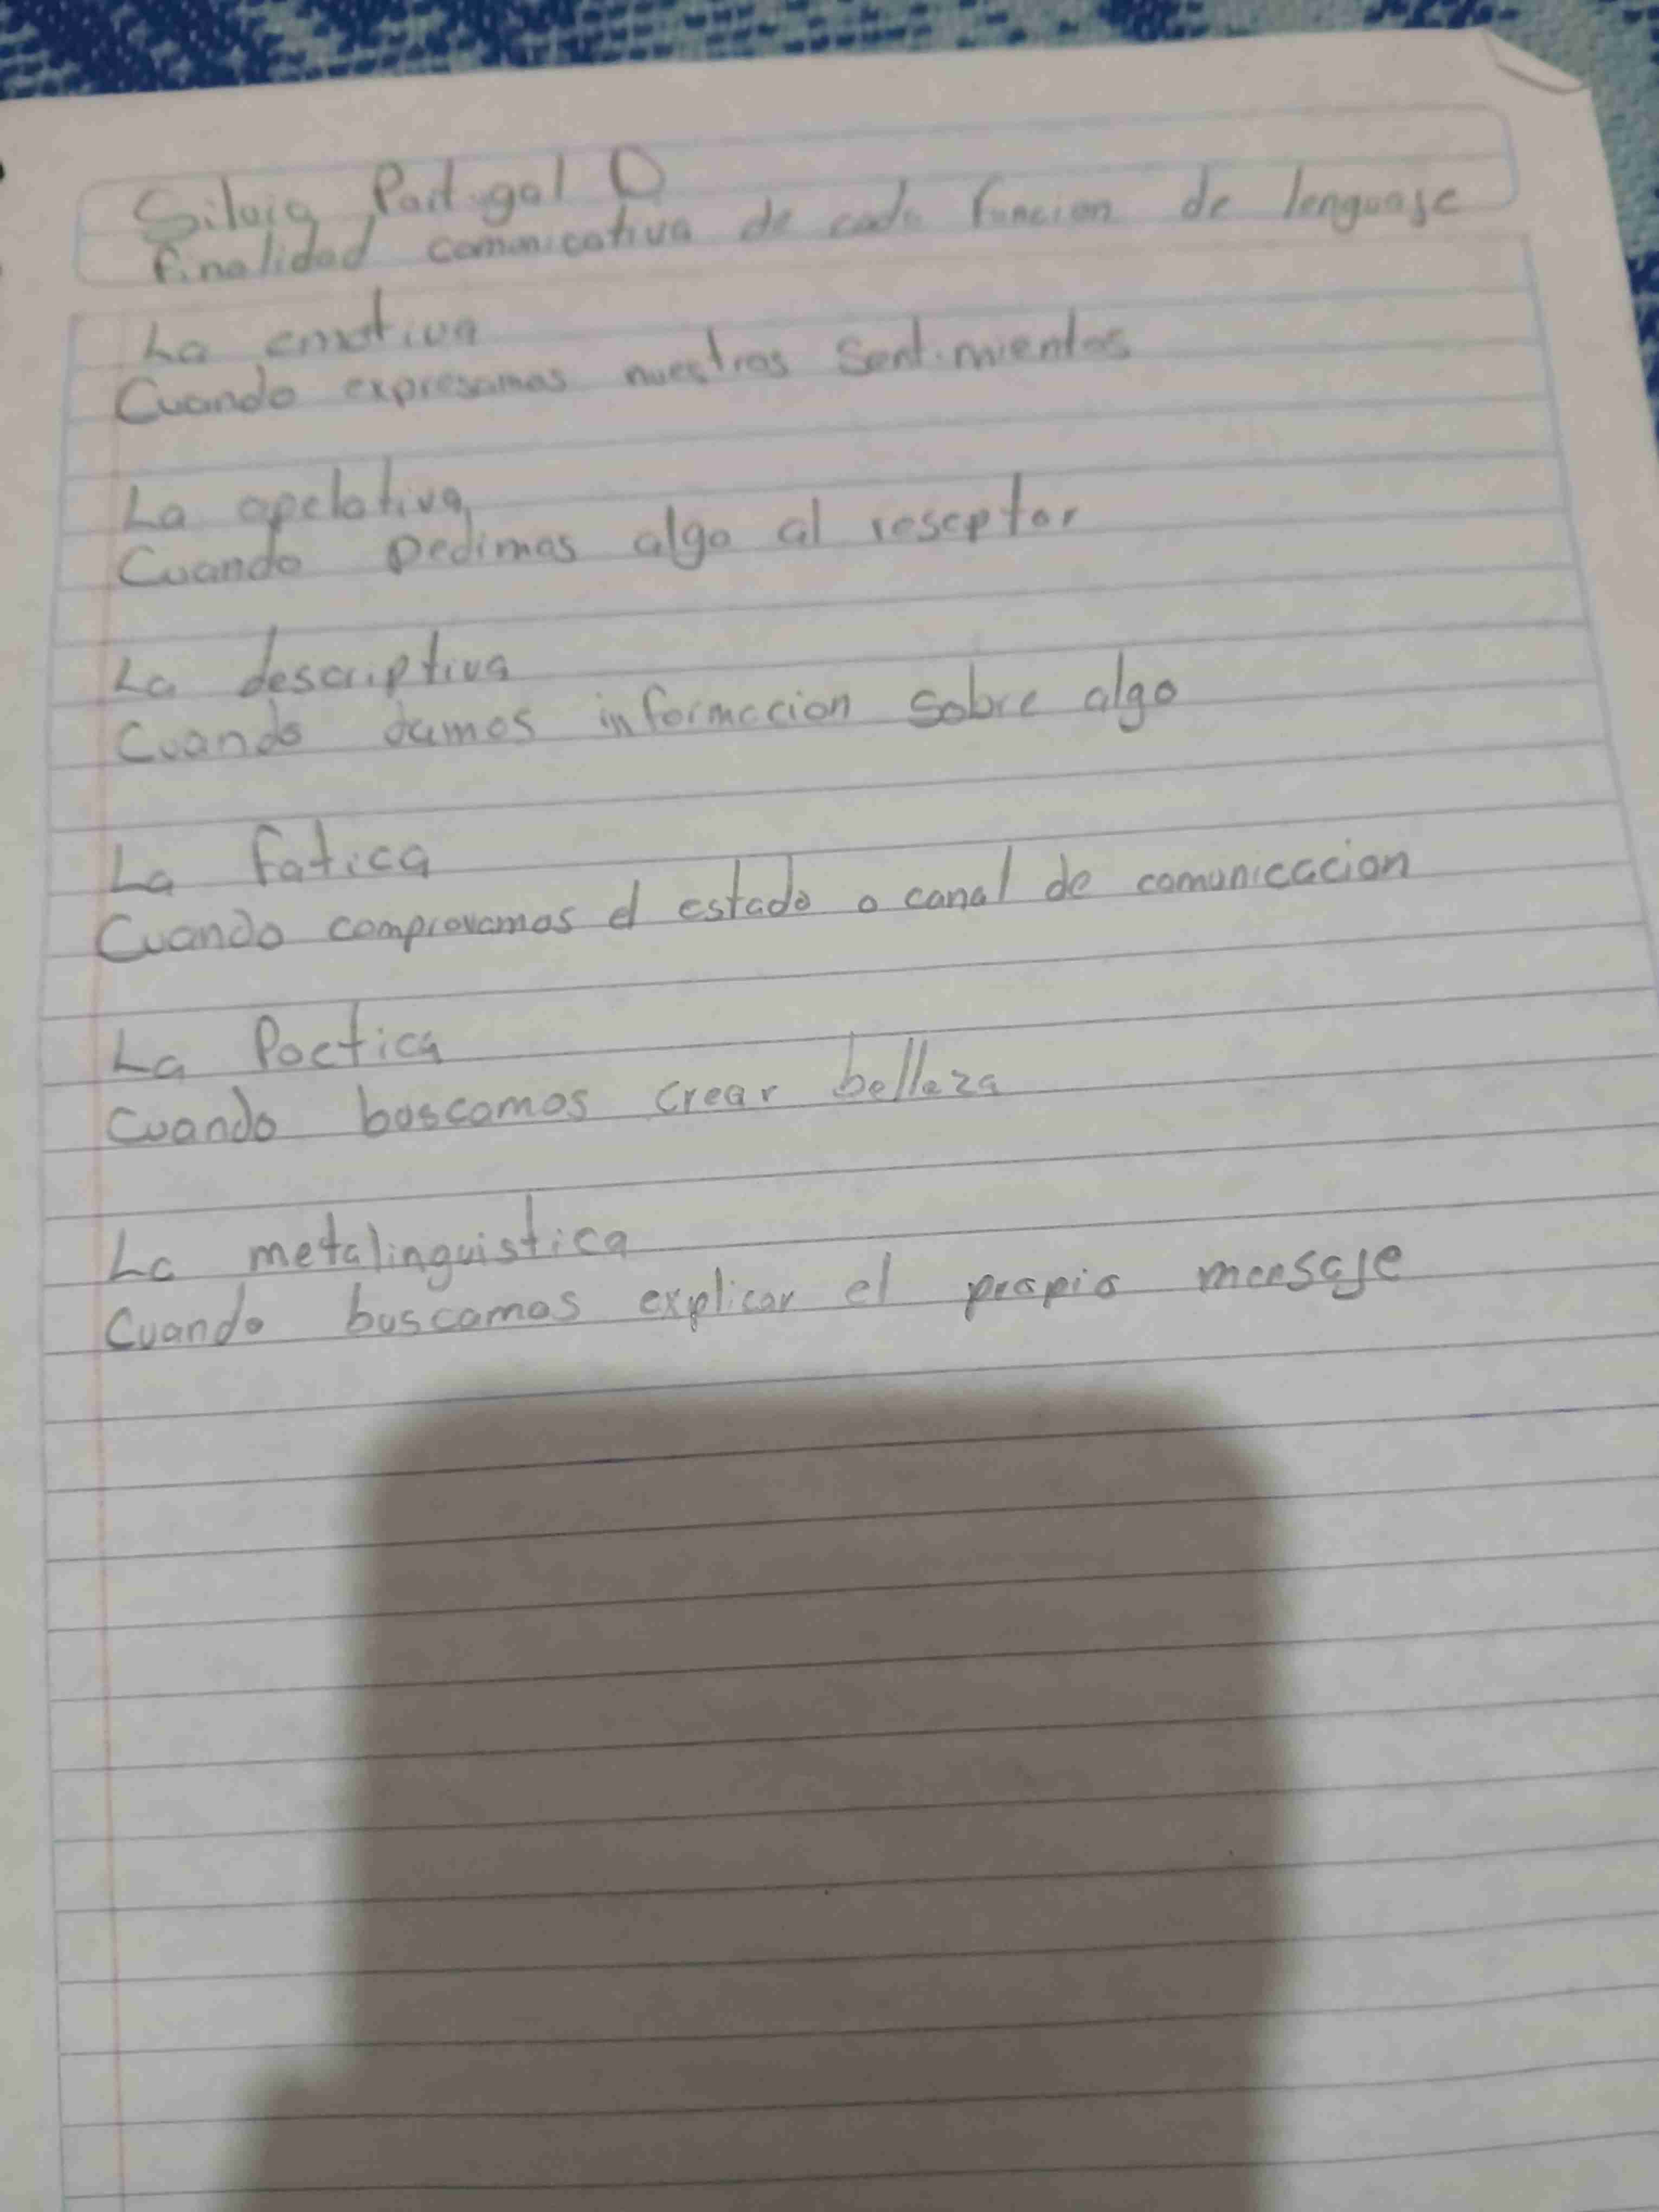 Silvia Portugal O
finalidad comunicativa de cada funcion de lenguaje
La emotiva
Cuando expresamos nuestros Sentimientos
La apelativa
Cuando pedimos algo al reseptor
La descriptiva
Cuando damos informacion sobre algo
La fatica
Cuando comprovamos el estado o canal de comunicacion
La Poetica
Cuando buscamos crear belleza
La metalinguistica
Cuando buscamos explicar el propio mensaje